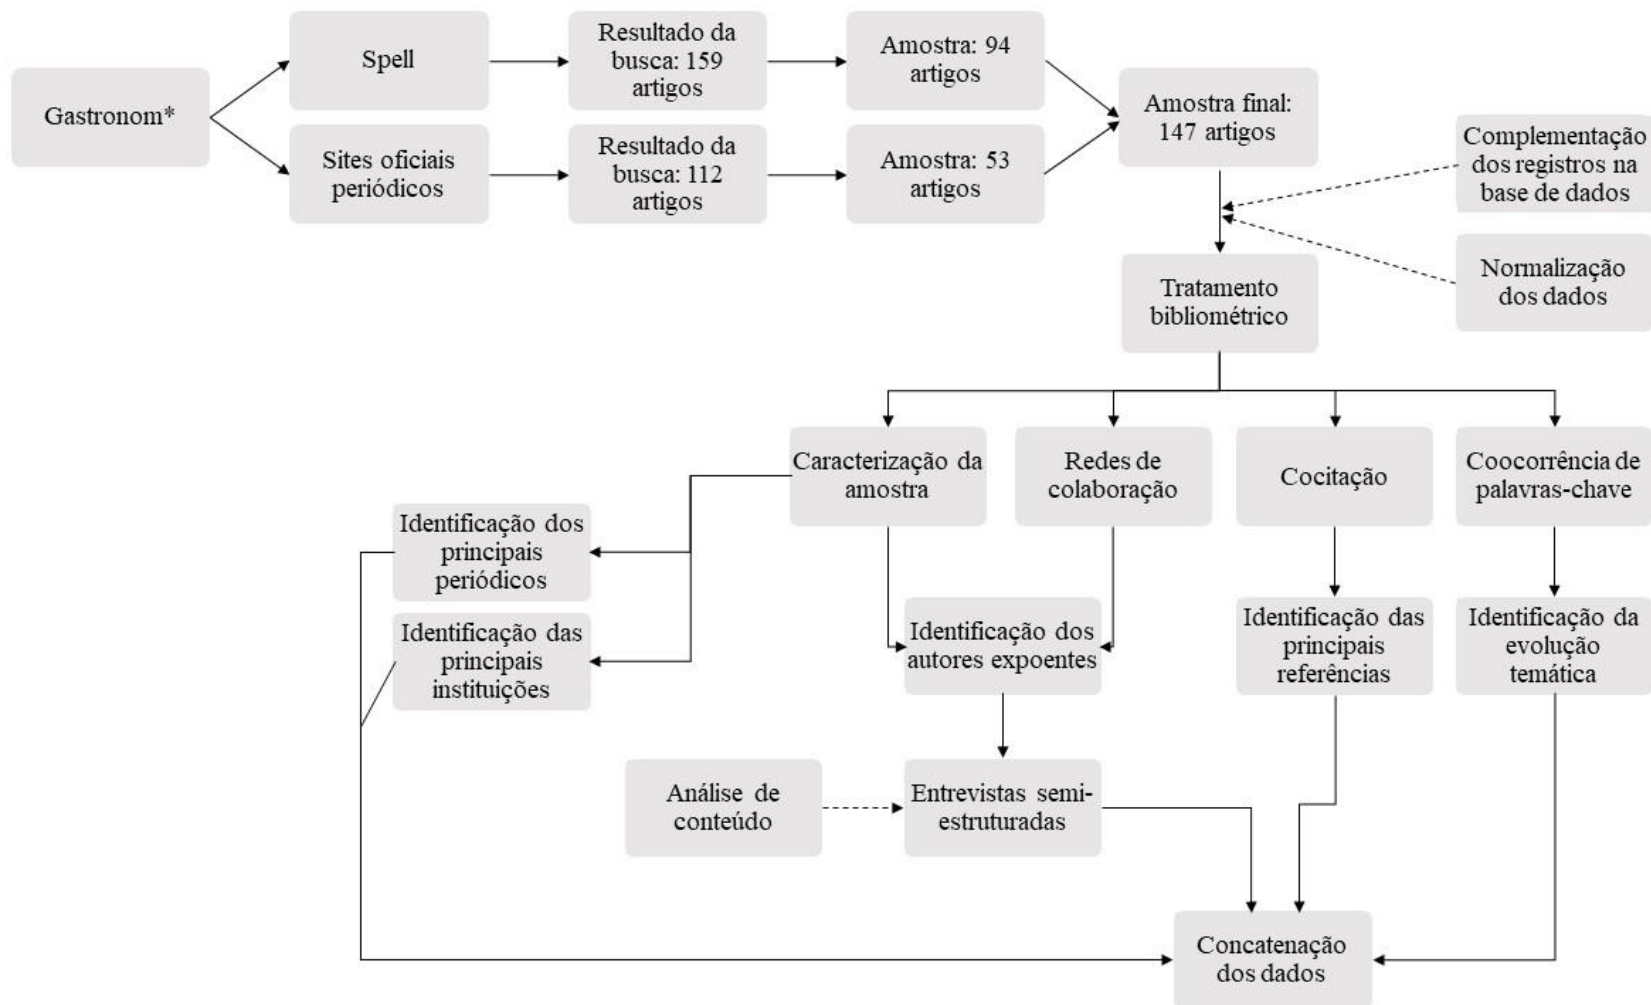 Gastronom*
Spell
Resultado da
busca: 159
artigos
Amostra: 94
artigos
Sites oficiais
periódicos
Resultado da
busca: 112
artigos
Amostra: 53
artigos
Amostra final:
147 artigos
Complementação
dos registros na
base de dados
Normalização
dos dados
Tratamento
bibliométrico
Caracterização da
amostra
Redes de
colaboração
Cocitação
Coocorrência de
palavras-chave
Identificação dos
principais
periódicos
Identificação das
principais
instituições
Identificação dos
autores expoentes
Identificação das
principais
referências
Identificação da
evolução
temática
Análise de
conteúdo
Entrevistas semi-
estruturadas
Concatenação
dos dados